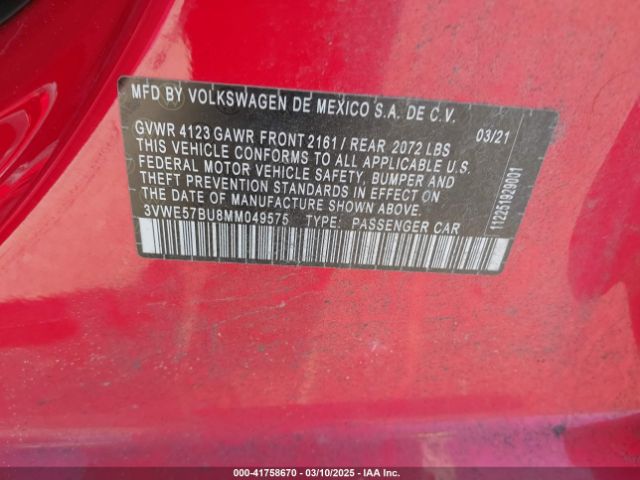 MFD BY VOLKSWAGEN DE MEXICO S.A. DE C.V.
03/21
GVWR 4123 GAWR FRONT 2161 / REAR 2072 LBS
THIS VEHICLE CONFORMS TO ALL APPLICABLE U.S.
FEDERAL MOTOR VEHICLE SAFETY, BUMPER AND
THEFT PREVENTION STANDARDS IN EFFECT ON
THE DATE OF MANUFACTURE SHOWN ABOVE.
3VWE57BU8MM049575 TYPE: PASSENGER CAR
112251929001
000-41758670 - 03/10/2025 - IAA Inc.